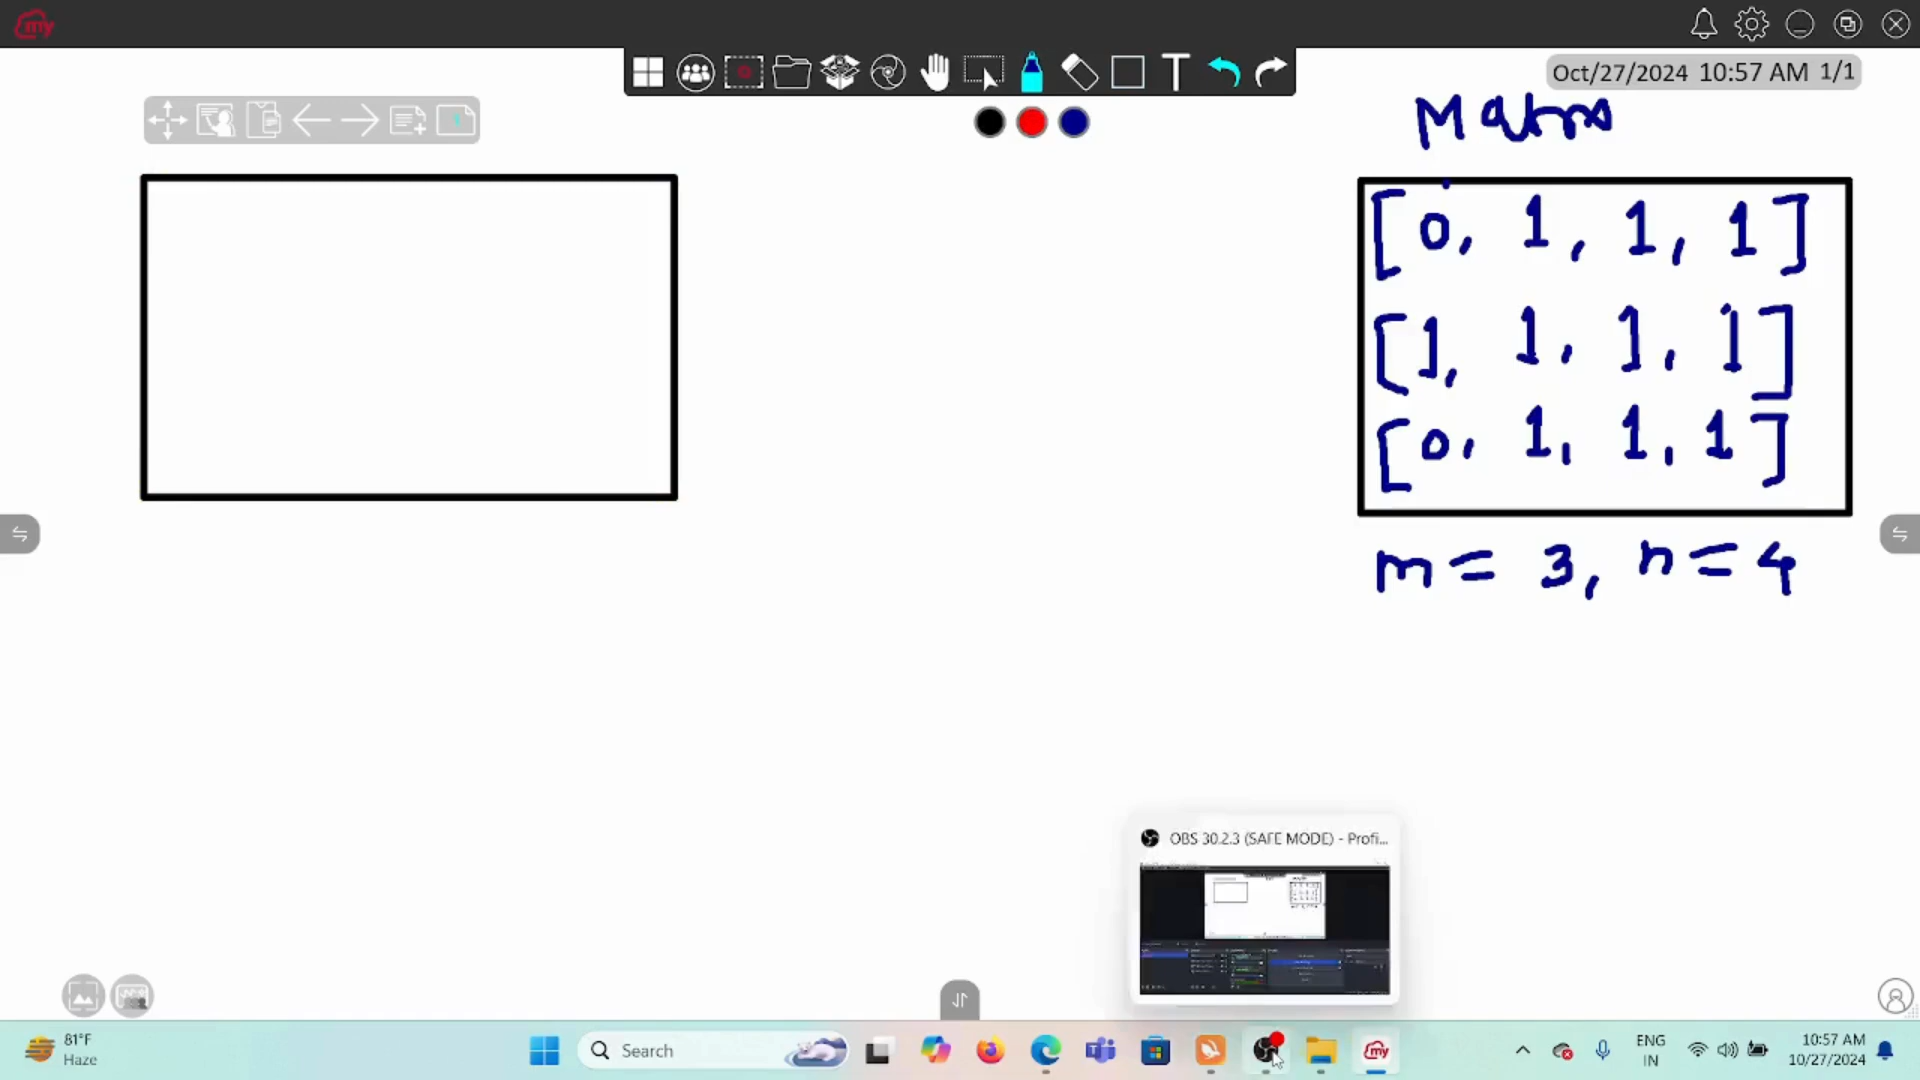 my
Oct/27/2024 10:57 AM 1/1
T
[0, 1, 1, 1]
[1, 1, 1, 1]
[0, 1, 1, 1]
m = 3, n = 4
OBS 30.2.3 (SAFE MODE) - Profi...
81°F
Haze
Search
my
ENG
IN
10:57 AM
10/27/2024